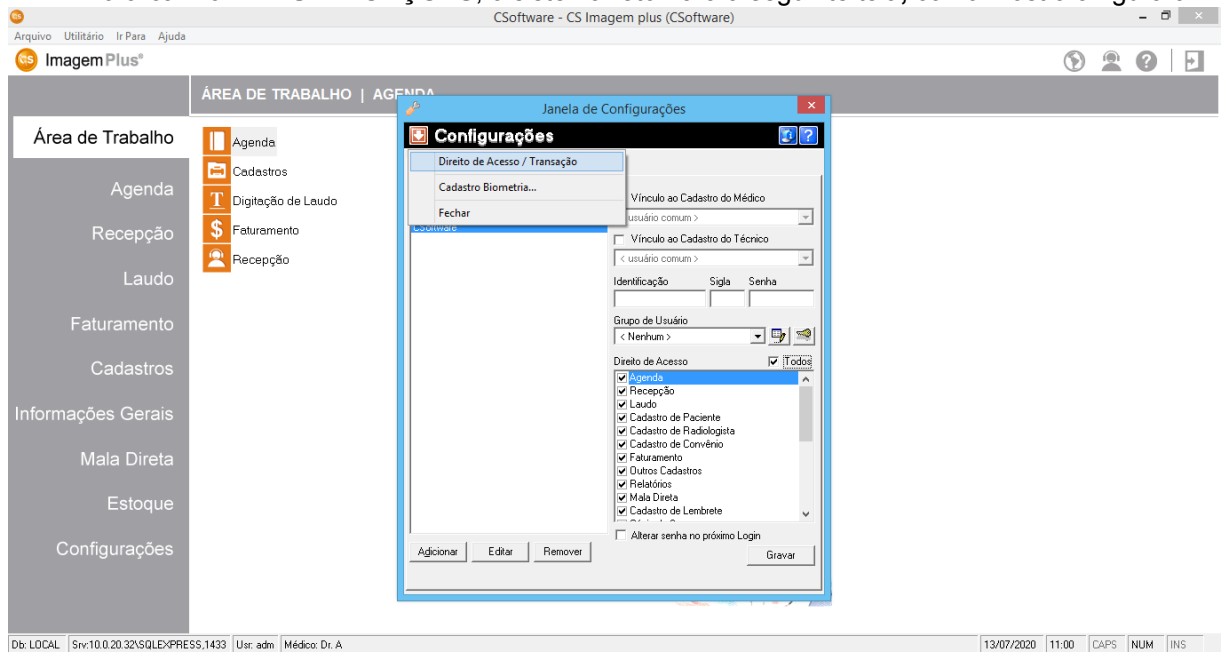 CSoftware - CS Imagem plus (CSoftware)
Arquivo Utilitário Ir Para Ajuda
CS ImagemPlus®
ÁREA DE TRABALHO | AGENDA
Área de Trabalho
Agenda
Recepção
Laudo
Faturamento
Cadastros
Informações Gerais
Mala Direta
Estoque
Configurações
Agenda
Cadastros
T Digitação de Laudo
$ Faturamento
Recepção
Janela de Configurações
Configurações
Direito de Acesso / Transação
Cadastro Biometria...
Fechar
CSoftware
Vínculo ao Cadastro do Médico
usuário comum >
Vínculo ao Cadastro do Técnico
< usuário comum >
Identificação Sigla Senha
Grupo de Usuário
< Nenhum >
Direito de Acesso Todos
Agenda
Recepção
Laudo
Cadastro de Paciente
Cadastro de Radiologista
Cadastro de Convênio
Faturamento
Outros Cadastros
Relatórios
Mala Direta
Cadastro de Lembrete
Alterar senha no próximo Login
Adicionar Editar Remover Gravar
Db: LOCAL Srv:10.0.20.32\SQLEXPRESS,1433 Usr: adm Médico: Dr. A 13/07/2020 11:00 CAPS NUM INS